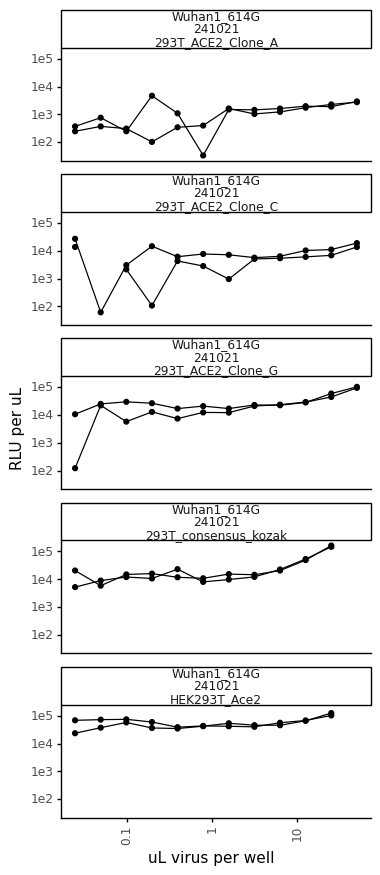 Wuhan1_614G
241021
293T_ACE2_Clone_A
1e5
1e4
1e3
1e2
Wuhan1_614G
241021
293T_ACE2_Clone_C
1e5
1e4
1e3
1e2
Wuhan1_614G
241021
293T_ACE2_Clone_G
1e5
1e4
1e3
1e2
RLU per uL
Wuhan1_614G
241021
293T_consensus_kozak
1e5
1e4
1e3
1e2
Wuhan1_614G
241021
HEK293T_Ace2
1e5
1e4
1e3
1e2
0.1
1
10
uL virus per well